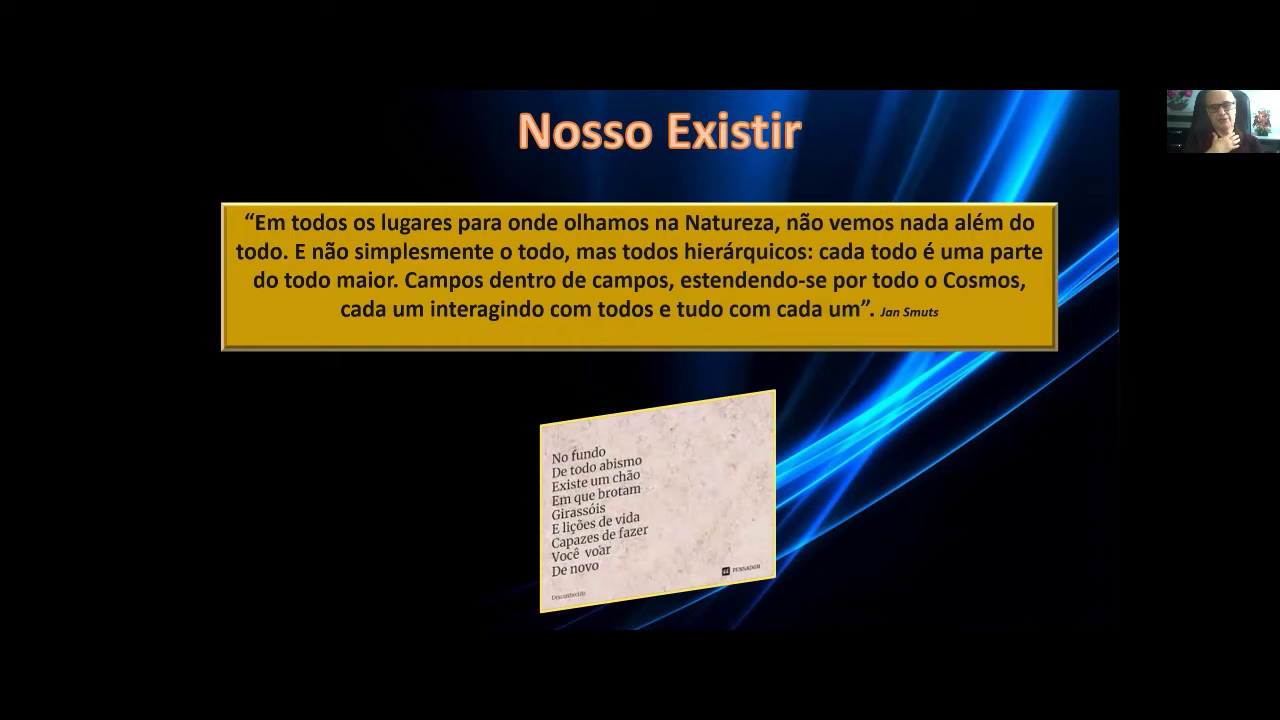 Nosso Existir
“Em todos os lugares para onde olhamos na Natureza, não vemos nada além do
todo. E não simplesmente o todo, mas todos hierárquicos: cada todo é uma parte
do todo maior. Campos dentro de campos, estendendo-se por todo o Cosmos,
cada um interagindo com todos e tudo com cada um”. Jan Smuts
No fundo
De todo abismo
Existe um chão
Em que brotam
Girassóis
E lições de vida
Capazes de fazer
Você voar
De novo
PENSADOR
Desconhecido